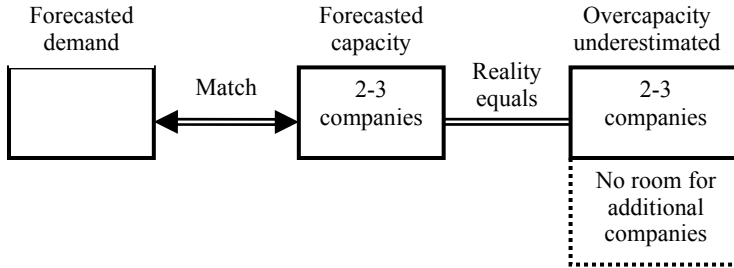 Forecasted
demand
Match
Forecasted
capacity
2-3
companies
Reality
equals
Overcapacity
underestimated
2-3
companies
No room for
additional
companies